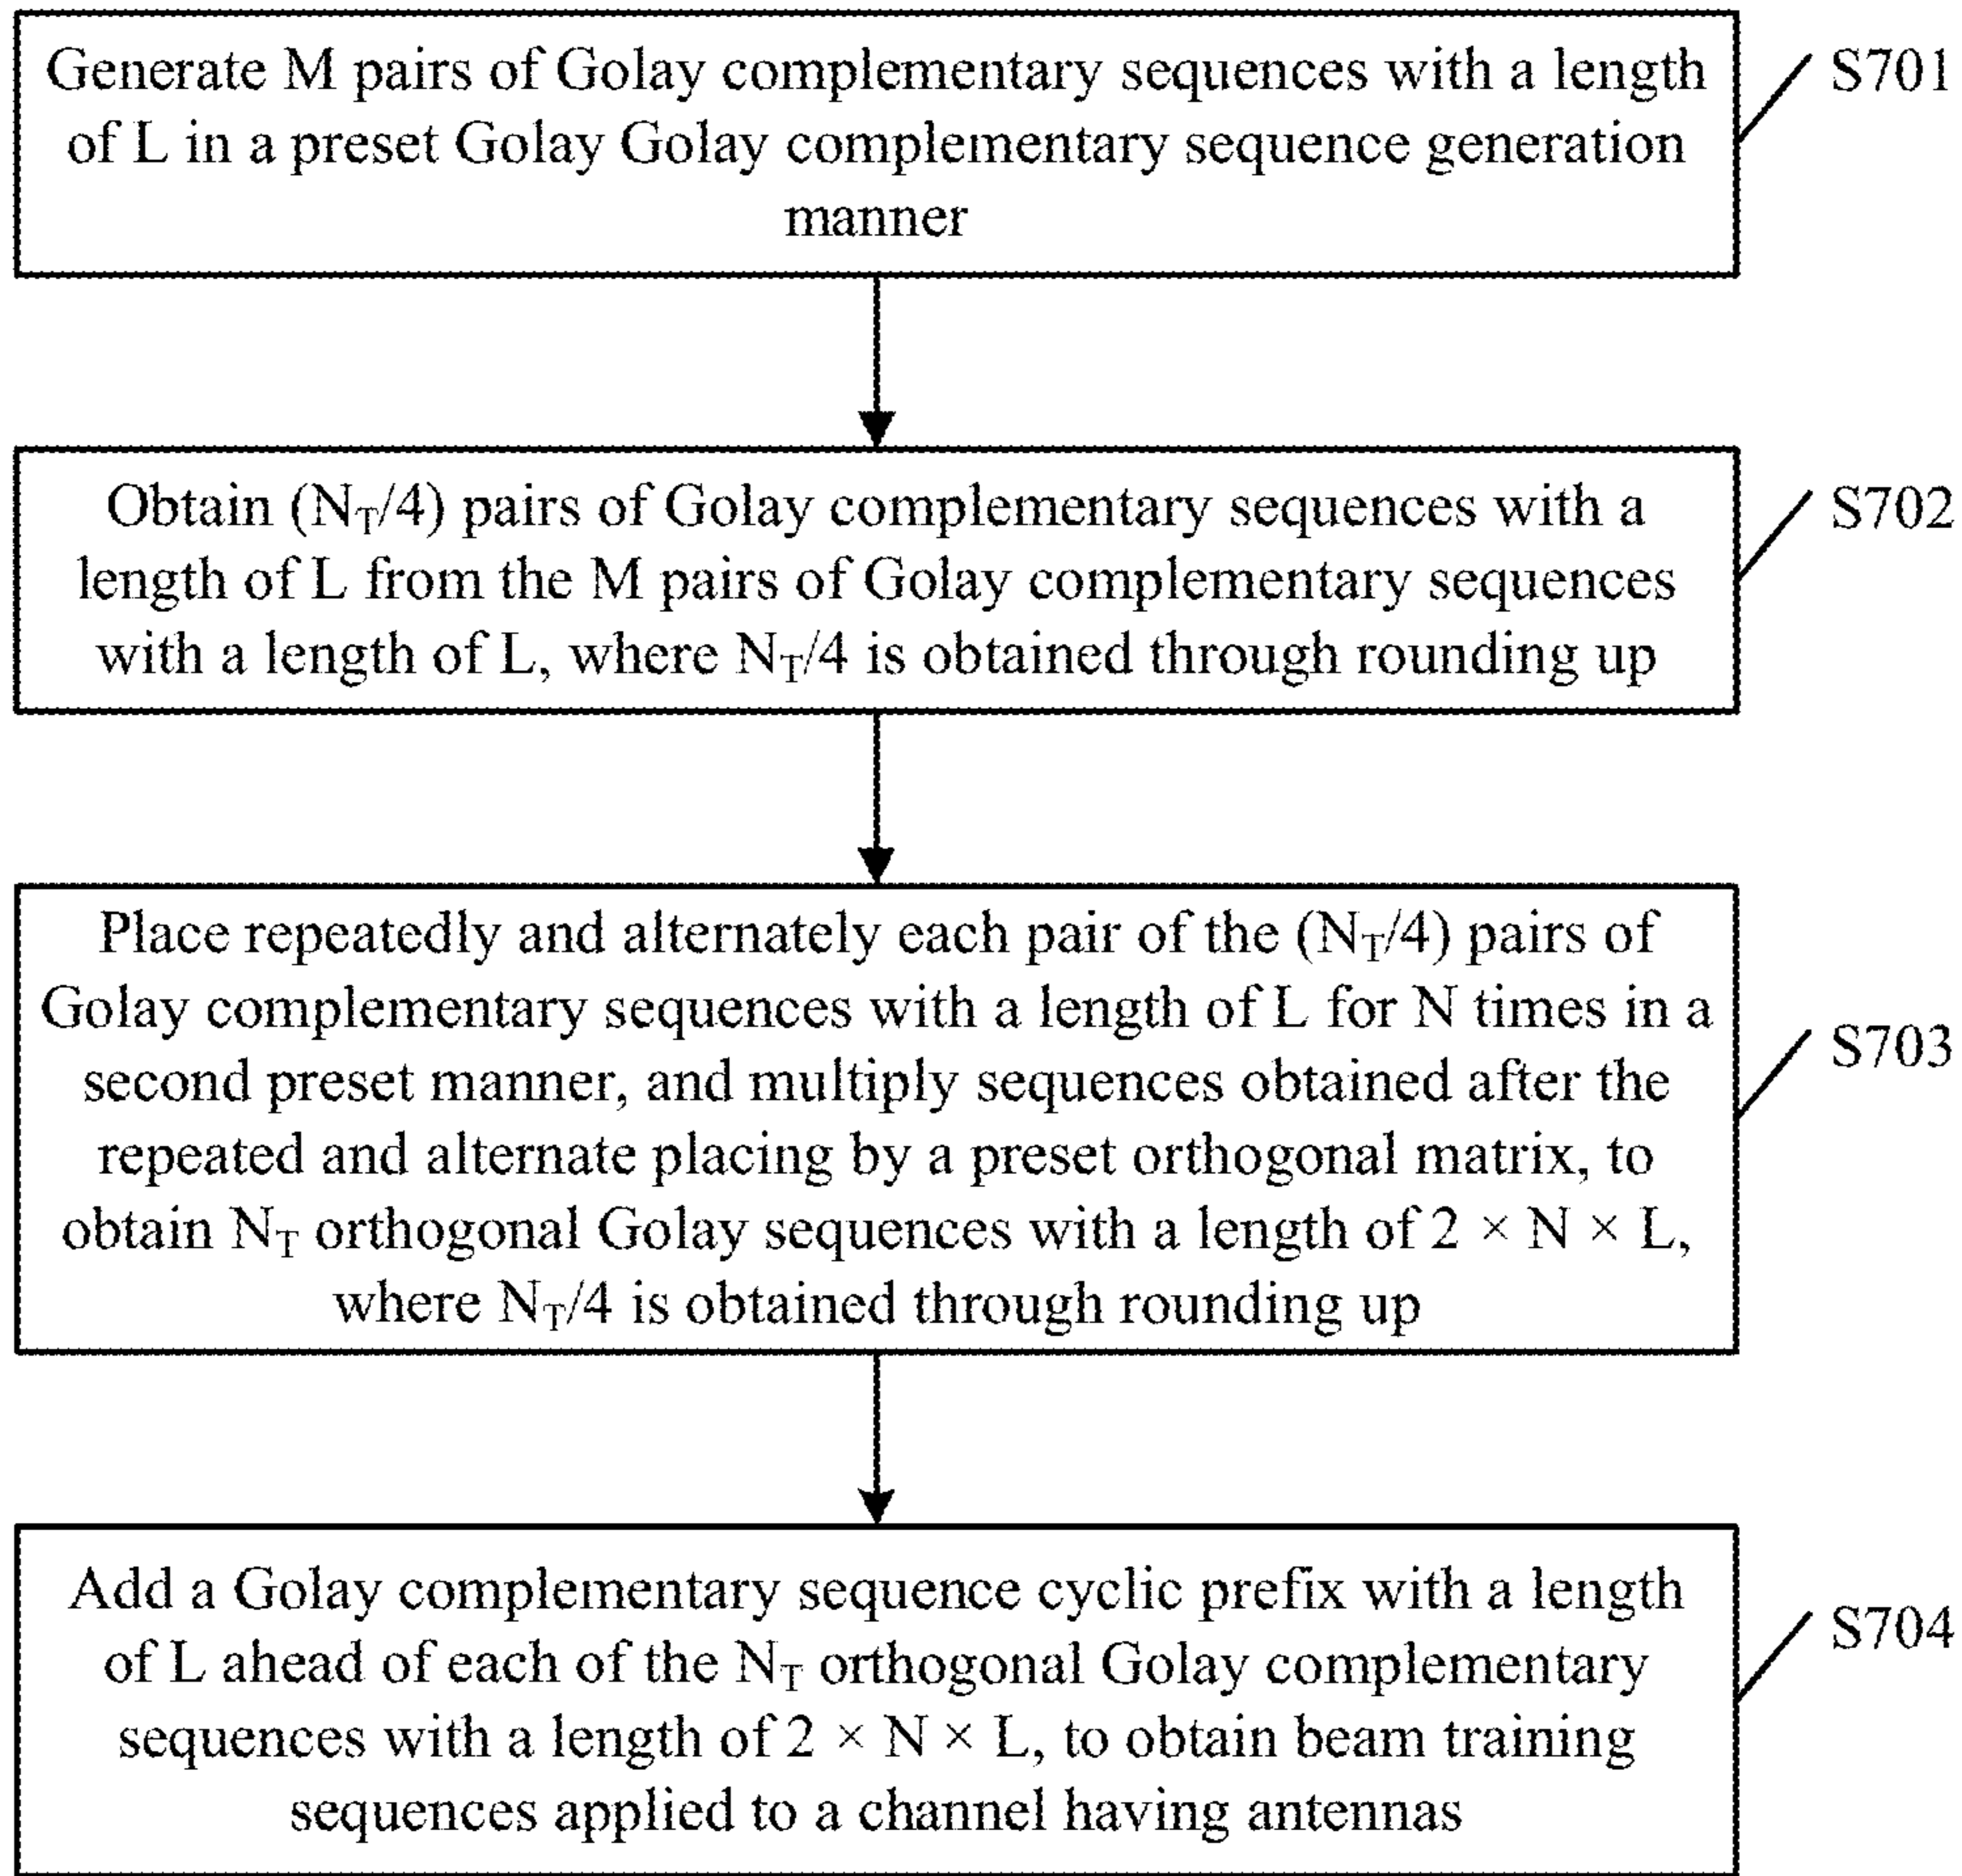 Generate M pairs of Golay complementary sequences with a length
of L in a preset Golay Golay complementary sequence generation
manner
S701
Obtain (N_T/4) pairs of Golay complementary sequences with a
length of L from the M pairs of Golay complementary sequences
with a length of L, where N_T/4 is obtained through rounding up
S702
Place repeatedly and alternately each pair of the (N_T/4) pairs of
Golay complementary sequences with a length of L for N times in a
second preset manner, and multiply sequences obtained after the
repeated and alternate placing by a preset orthogonal matrix, to
obtain N_T orthogonal Golay sequences with a length of 2 × N × L,
where N_T/4 is obtained through rounding up
S703
Add a Golay complementary sequence cyclic prefix with a length
of L ahead of each of the N_T orthogonal Golay complementary
sequences with a length of 2 × N × L, to obtain beam training
sequences applied to a channel having antennas
S704